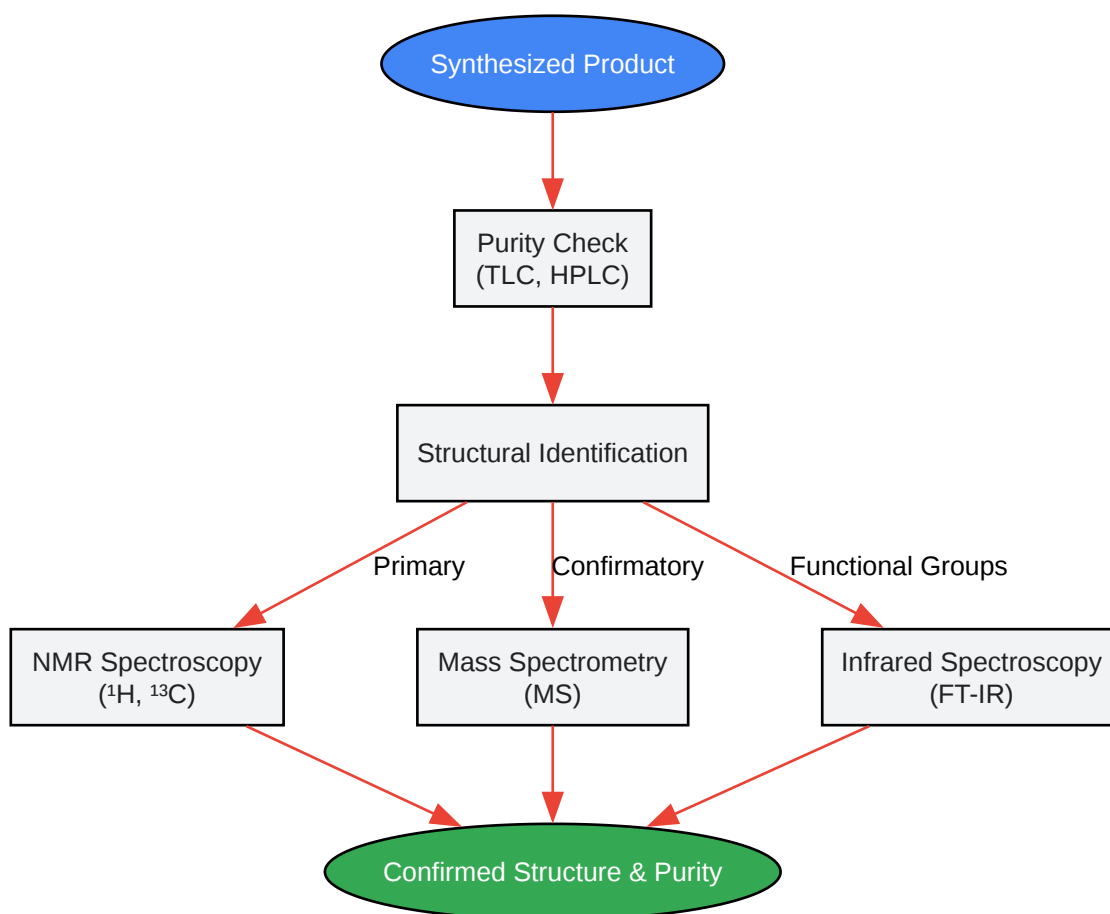 Synthesized Product
Purity Check
(TLC, HPLC)
Structural Identification
Primary
Confirmatory
Functional Groups
NMR Spectroscopy
(¹H, ¹³C)
Mass Spectrometry
(MS)
Infrared Spectroscopy
(FT-IR)
Confirmed Structure & Purity